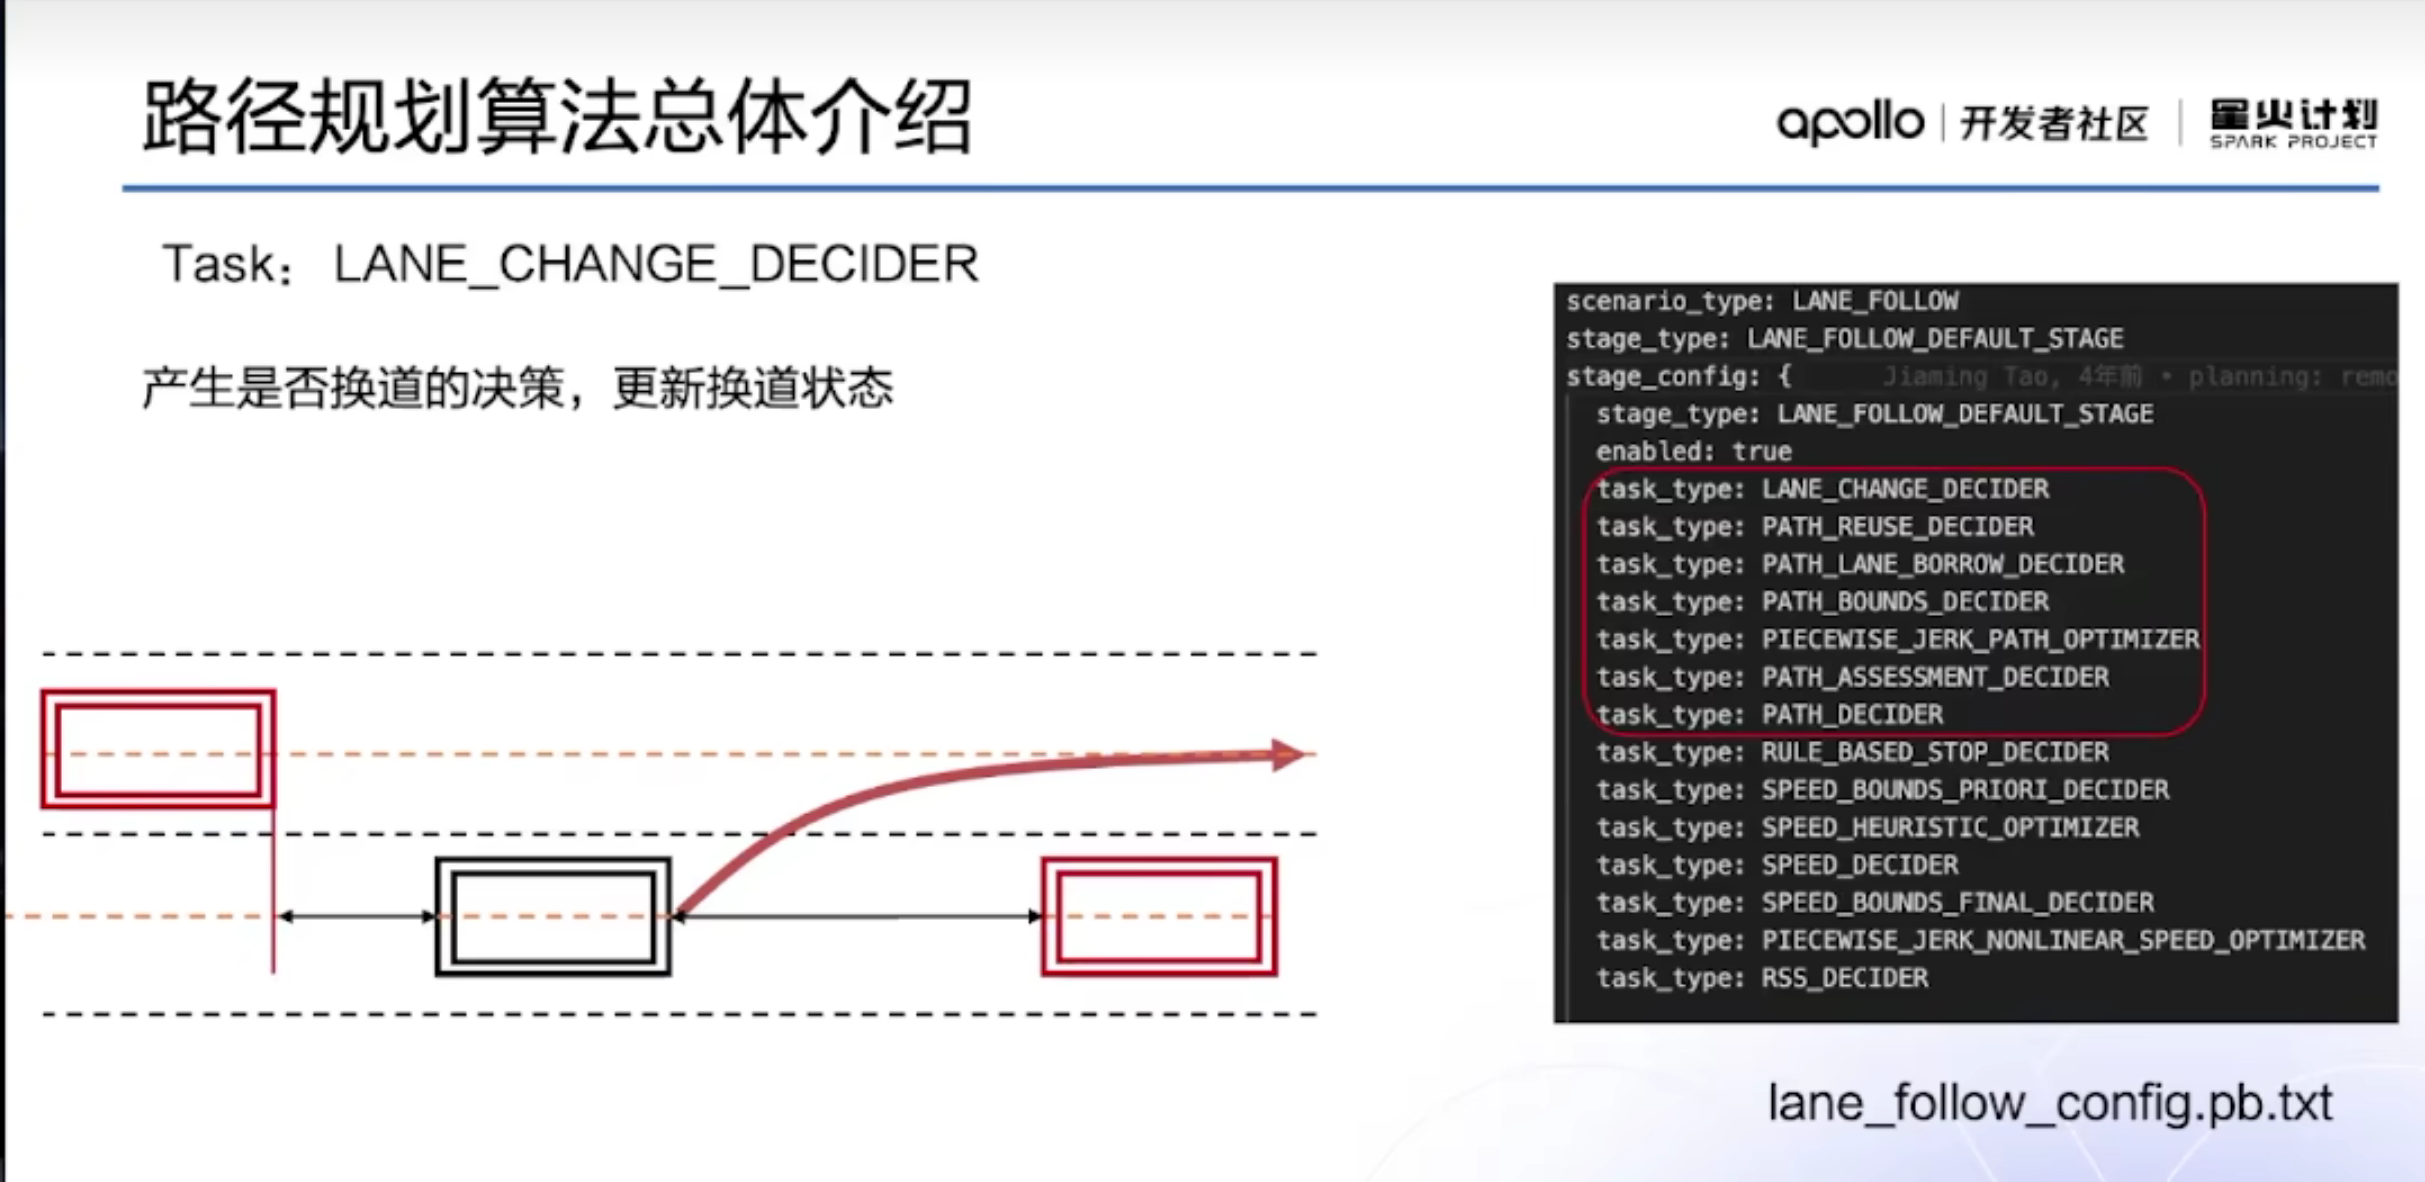 路径规划算法总体介绍
apollo 开发者社区 星火计划
SPARK PROJECT
Task： LANE_CHANGE_DECIDER
产生是否换道的决策，更新换道状态
scenario_type: LANE_FOLLOW
stage_type: LANE_FOLLOW_DEFAULT_STAGE
stage_config: { Jiaming Tao, 4年前 • planning: remo
stage_type: LANE_FOLLOW_DEFAULT_STAGE
enabled: true
task_type: LANE_CHANGE_DECIDER
task_type: PATH_REUSE_DECIDER
task_type: PATH_LANE_BORROW_DECIDER
task_type: PATH_BOUNDS_DECIDER
task_type: PIECEWISE_JERK_PATH_OPTIMIZER
task_type: PATH_ASSESSMENT_DECIDER
task_type: PATH_DECIDER
task_type: RULE_BASED_STOP_DECIDER
task_type: SPEED_BOUNDS_PRIORI_DECIDER
task_type: SPEED_HEURISTIC_OPTIMIZER
task_type: SPEED_DECIDER
task_type: SPEED_BOUNDS_FINAL_DECIDER
task_type: PIECEWISE_JERK_NONLINEAR_SPEED_OPTIMIZER
task_type: RSS_DECIDER
lane_follow_config.pb.txt